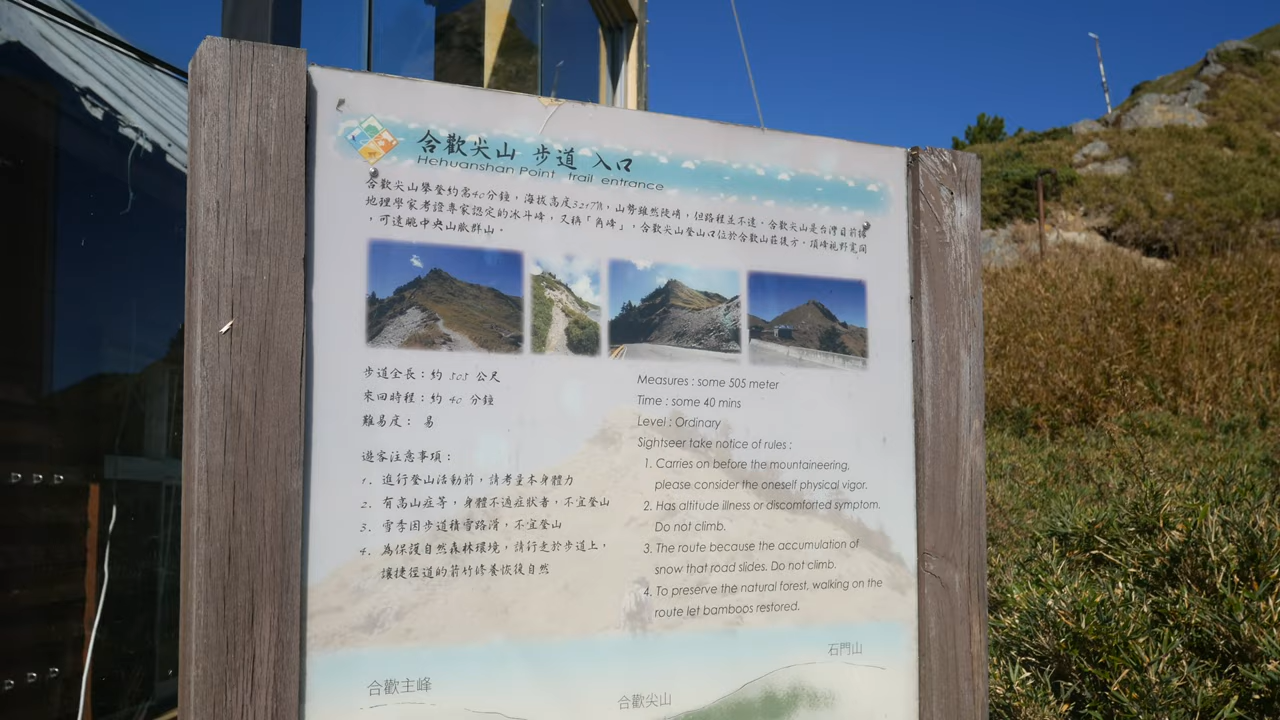 合歡尖山 步道 入口
Hehuanshan Point trail entrance
合歡尖山攀登約需40分鐘，海拔高度3217焦，山勢雖然陡峭，但路程並不遠。合歡尖山是台灣目前被
地理學家考證專家認定的冰斗峰，又稱「角峰」，合歡尖山登山口位於合歡山莊後方。頂峰視野寬闊
，可遠眺中央山脈群山。
步道全長：約 505 公尺
來回時程：約 40 分鐘
難易度： 易
遊客注意事項：
1. 進行登山活動前，請考量本身體力
2. 有高山症等，身體不適症狀者，不宜登山
3. 雪季因步道積雪路滑，不宜登山
4. 為保護自然森林環境，請行走於步道上，
讓捷徑道的箭竹修養恢復自然
Measures : some 505 meter
Time : some 40 mins
Level : Ordinary
Sightseer take notice of rules :
1. Carries on before the mountaineering,
please consider the oneself physical vigor.
2. Has altitude illness or discomforted symptom.
Do not climb.
3. The route because the accumulation of
snow that road slides. Do not climb.
4. To preserve the natural forest, walking on the
route let bamboos restored.
石門山
合歡主峰
合歡尖山